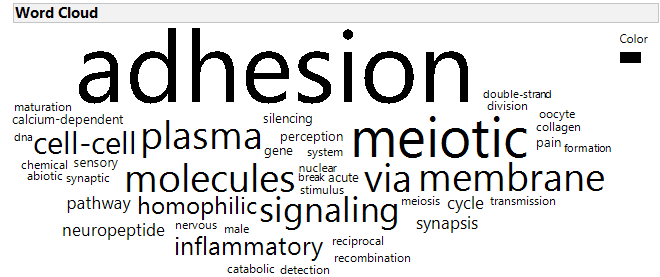 Word Cloud
Color
adhesion
double-strand
division
maturation
calcium-dependent
silencing
oocyte
collagen
dna
cell-cell
plasma
perception
gene
system
meiotic
pain
formation
chemical
sensory
abiotic
synaptic
molecules
nuclear
break
acute
stimulus
via
membrane
pathway
homophilic
signaling
meiosis
cycle
transmission
neuropeptide
nervous
male
synapsis
inflammatory
reciprocal
recombination
catabolic
detection